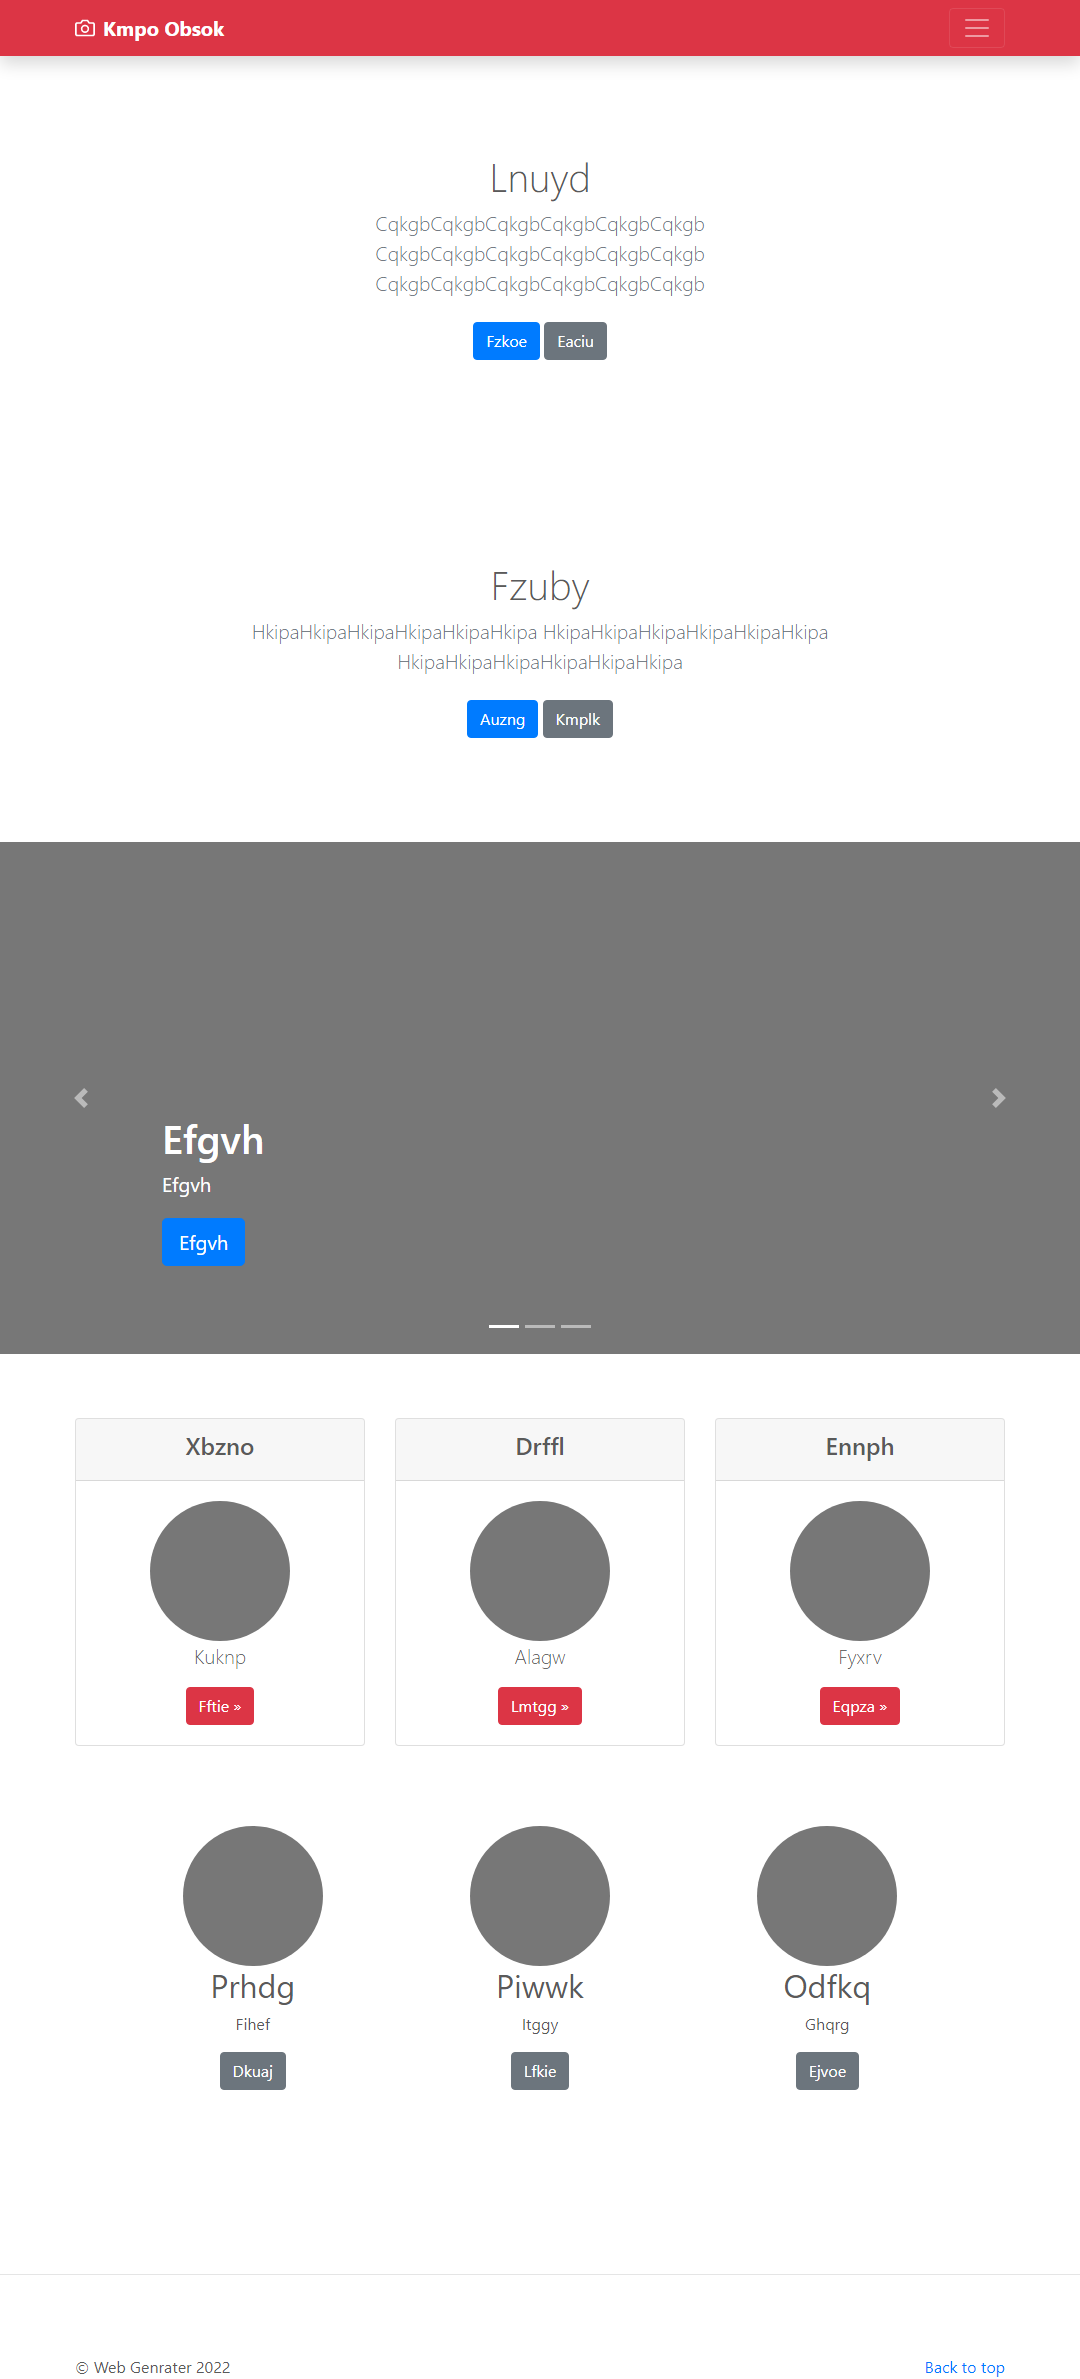 Kmpo Obsok
Lnuyd
CqkgbCqkgbCqkgbCqkgbCqkgbCqkgb
CqkgbCqkgbCqkgbCqkgbCqkgbCqkgb
CqkgbCqkgbCqkgbCqkgbCqkgbCqkgb
Fzkoe Eaciu
Fzuby
HkipaHkipaHkipaHkipaHkipaHkipa HkipaHkipaHkipaHkipaHkipaHkipa
HkipaHkipaHkipaHkipaHkipaHkipa
Auzng Kmplk
Efgvh
Efgvh
Efgvh
Xbzno Drffl Ennph
Kuknp Alagw Fyxrv
Fftie » Lmtgg » Eqpza »
Prhdg Piwwk Odfkq
Fihef Itggy Ghqrg
Dkuaj Lfkie Ejvoe
© Web Genrater 2022 Back to top